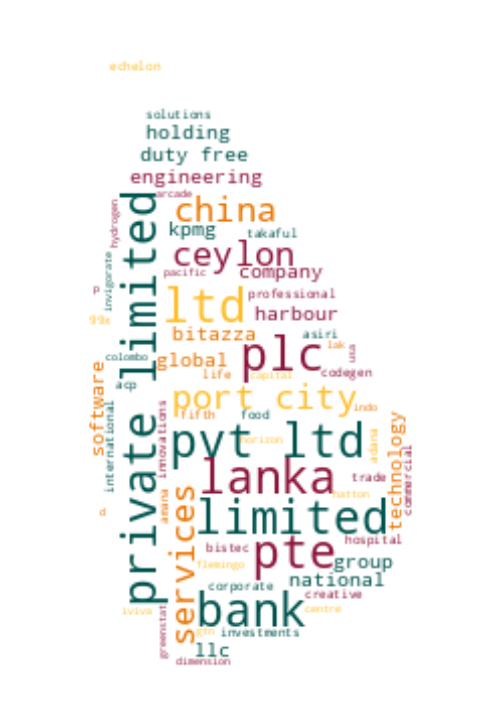 echelon
solutions
holding
duty free
engineering
arcade
private limited
hydrogen
china
kpmg
takaful
ceylon
invigorate
pacific
company
p
ltd
professional
harbour
99x
bitazza
asiri
plc
lak
usa
colombo
global
life
capital
codegen
acp
software
port city
indo
fifth
food
international
innovations
pvt ltd
horizon
adana
technology
lanka
trade
commercial
hatton
amana
services
limited
a
bistec
pte
hospital
flemingo
group
national
corporate
creative
bank
iviva
centre
greenstat
gtn
investments
llc
dimension